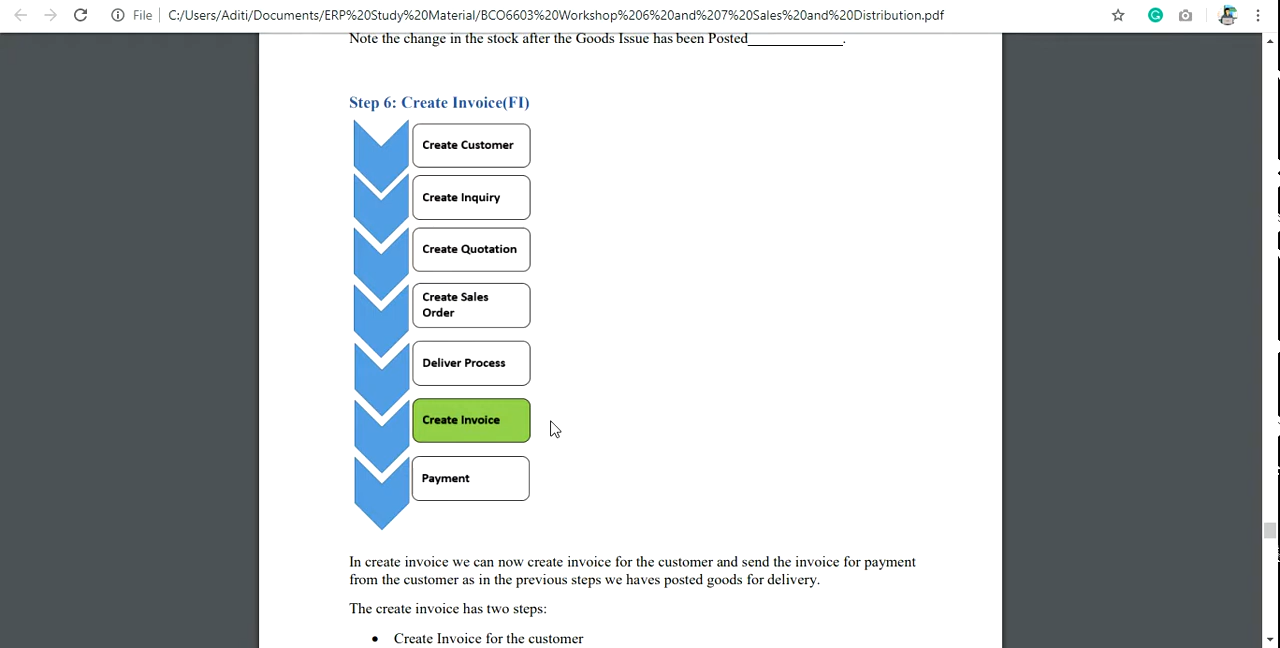 File
C:/Users/Aditi/Documents/ERP%20Study%20Material/BCO6603%20Workshop%206%20and%207%20Sales%20and%20Distribution.pdf
Note the change in the stock after the Goods Issue has been Posted____________.
Step 6: Create Invoice(FI)
Create Customer
Create Inquiry
Create Quotation
Create Sales
Order
Deliver Process
Create Invoice
Payment
In create invoice we can now create invoice for the customer and send the invoice for payment
from the customer as in the previous steps we haves posted goods for delivery.
The create invoice has two steps:
• Create Invoice for the customer